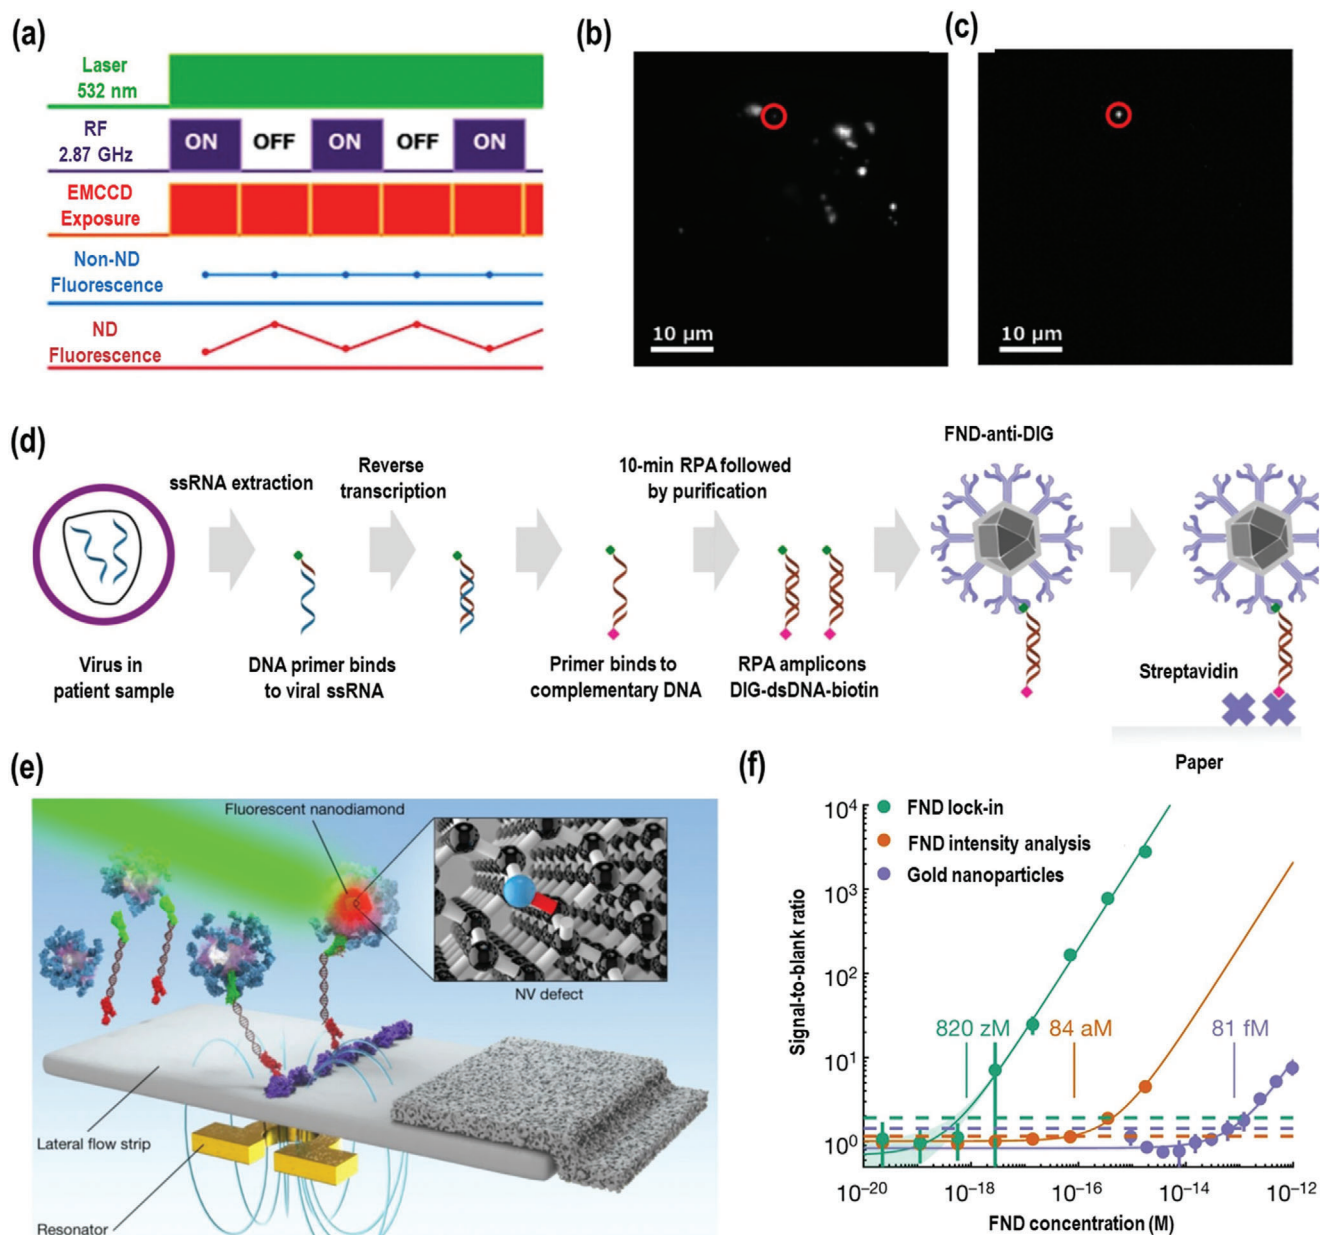 (a)
Laser
532 nm
RF
2.87 GHz
ON
OFF
ON
OFF
ON
EMCCD
Exposure
Non-ND
Fluorescence
ND
Fluorescence
(b)
10 µm
(c)
10 µm
(d)
ssRNA extraction
Reverse
transcription
10-min RPA followed
by purification
FND-anti-DIG
Virus in
patient sample
DNA primer binds
to viral ssRNA
Primer binds to
complementary DNA
RPA amplicons
DIG-dsDNA-biotin
Streptavidin
Paper
(e)
Fluorescent nanodiamond
NV defect
Lateral flow strip
Resonator
(f)
Signal-to-blank ratio
10⁴
10³
10²
10¹
10⁰
FND lock-in
FND intensity analysis
Gold nanoparticles
820 zM
84 aM
81 fM
10⁻²⁰
10⁻¹⁸
10⁻¹⁶
10⁻¹⁴
10⁻¹²
FND concentration (M)